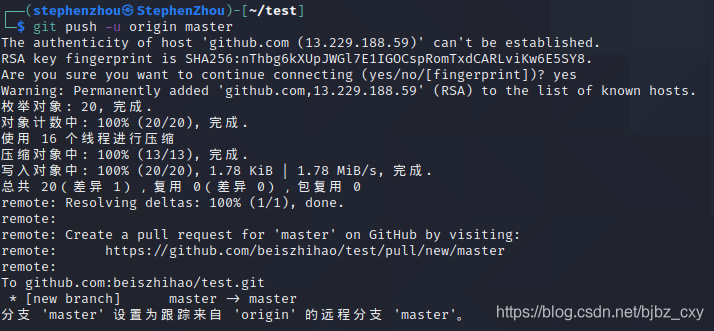 ┌──(stephenzhou㉿StephenZhou)-[~/test]
└─$ git push -u origin master
The authenticity of host 'github.com (13.229.188.59)' can't be established.
RSA key fingerprint is SHA256:nThbg6kXUpJWGl7E1IGOCspRomTxdCARLviKw6E5SY8.
Are you sure you want to continue connecting (yes/no/[fingerprint])? yes
Warning: Permanently added 'github.com,13.229.188.59' (RSA) to the list of known hosts.
枚举对象: 20, 完成.
对象计数中: 100% (20/20), 完成.
使用 16 个线程进行压缩
压缩对象中: 100% (13/13), 完成.
写入对象中: 100% (20/20), 1.78 KiB | 1.78 MiB/s, 完成.
总共 20(差异 1) ,复用 0(差异 0) ,包复用 0
remote: Resolving deltas: 100% (1/1), done.
remote:
remote: Create a pull request for 'master' on GitHub by visiting:
remote:      https://github.com/beiszhihao/test/pull/new/master
remote:
To github.com:beiszhihao/test.git
 * [new branch]      master -> master
分支 'master' 设置为跟踪来自 'origin' 的远程分支 'master'。
https://blog.csdn.net/bjbz_cxy